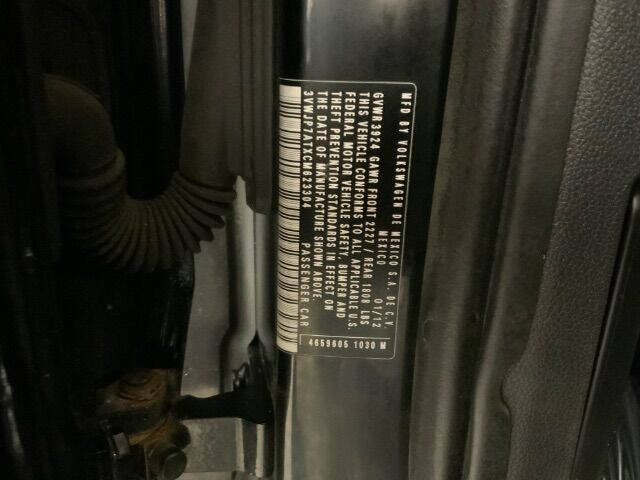 MFD BY VOLKSWAGEN DE MEXICO S.A. DE C.V.
MEXICO 01/12
GVWR 3924 GAWR FRONT 2227 / REAR 1808 LBS
THIS VEHICLE CONFORMS TO ALL APPLICABLE U.S.
FEDERAL MOTOR VEHICLE SAFETY, BUMPER AND
THEFT PREVENTION STANDARDS IN EFFECT ON
THE DATE OF MANUFACTURE SHOWN ABOVE.
3VWJP7ATXCM623304 PASSENGER CAR
4659605 1030 M